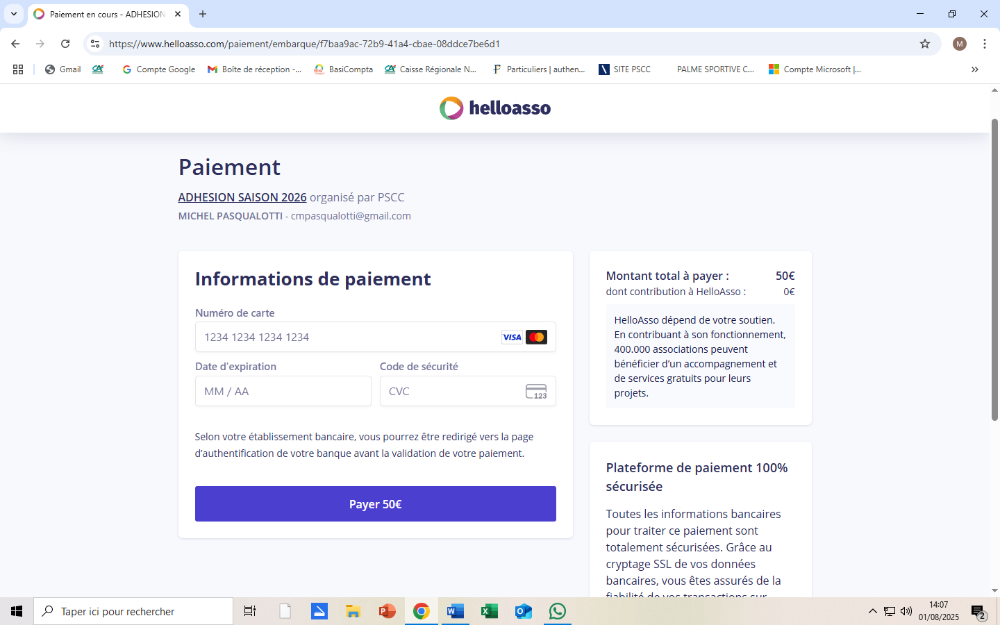 Paiement en cours - ADHESION
https://www.helloasso.com/paiement/embarque/f7baa9ac-72b9-41a4-cbae-08ddce7be6d1
M
Gmail
Compte Google
Boîte de réception -...
BasiCompta
Caisse Régionale N...
Particuliers | authen...
SITE PSCC
PALME SPORTIVE C...
Compte Microsoft |...
helloasso
Paiement
ADHESION SAISON 2026 organisé par PSCC
MICHEL PASQUALOTTI - cmpasqualotti@gmail.com
Informations de paiement
Numéro de carte
1234 1234 1234 1234
VISA
Date d'expiration
Code de sécurité
MM / AA
CVC
123
Selon votre établissement bancaire, vous pourrez être redirigé vers la page
d’authentification de votre banque avant la validation de votre paiement.
Payer 50€
Montant total à payer : 50€
dont contribution à HelloAsso : 0€
HelloAsso dépend de votre soutien.
En contribuant à son fonctionnement,
400.000 associations peuvent
bénéficier d’un accompagnement et
de services gratuits pour leurs
projets.
Plateforme de paiement 100%
sécurisée
Toutes les informations bancaires
pour traiter ce paiement sont
totalement sécurisées. Grâce au
cryptage SSL de vos données
bancaires, vous êtes assurés de la
fiabilité de vos transactions sur
Taper ici pour rechercher
14:07
01/08/2025
2